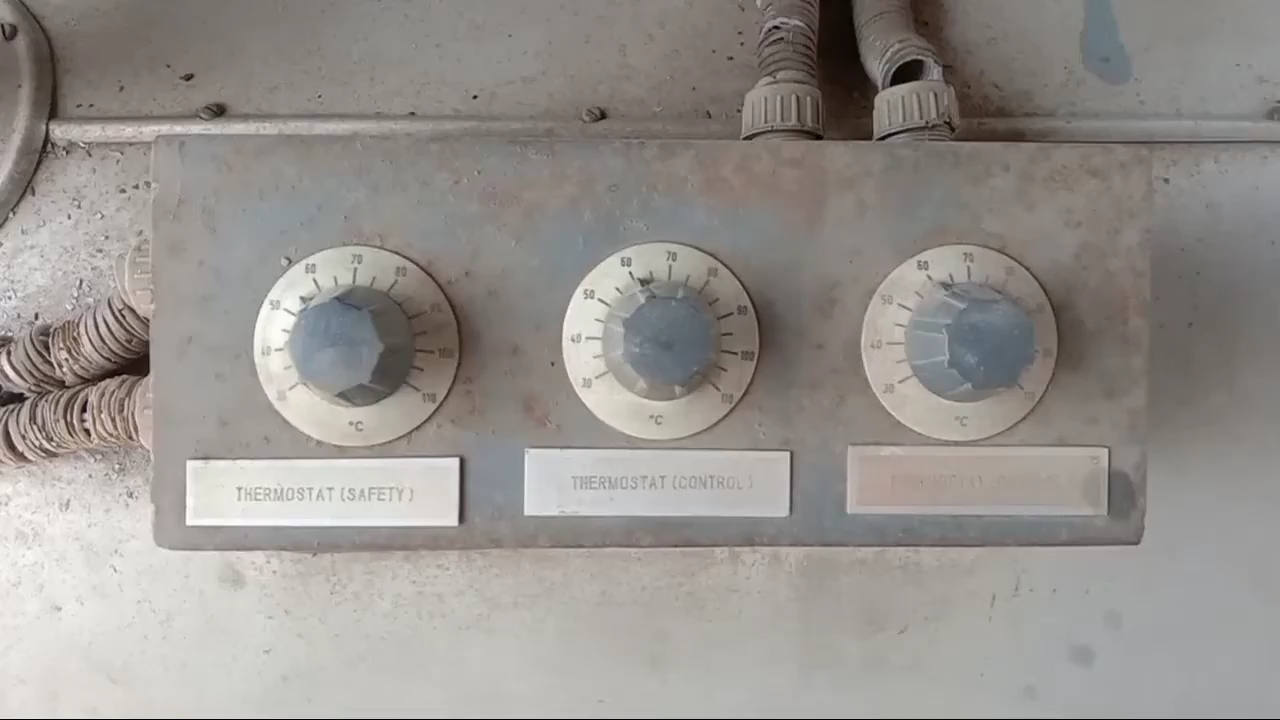 50 60 70 80 90
40 100
30 110
°C
50 60 70 80 90
40 100
30 110
°C
50 60 70
40
30
°C
THERMOSTAT (SAFETY)
THERMOSTAT (CONTROL)